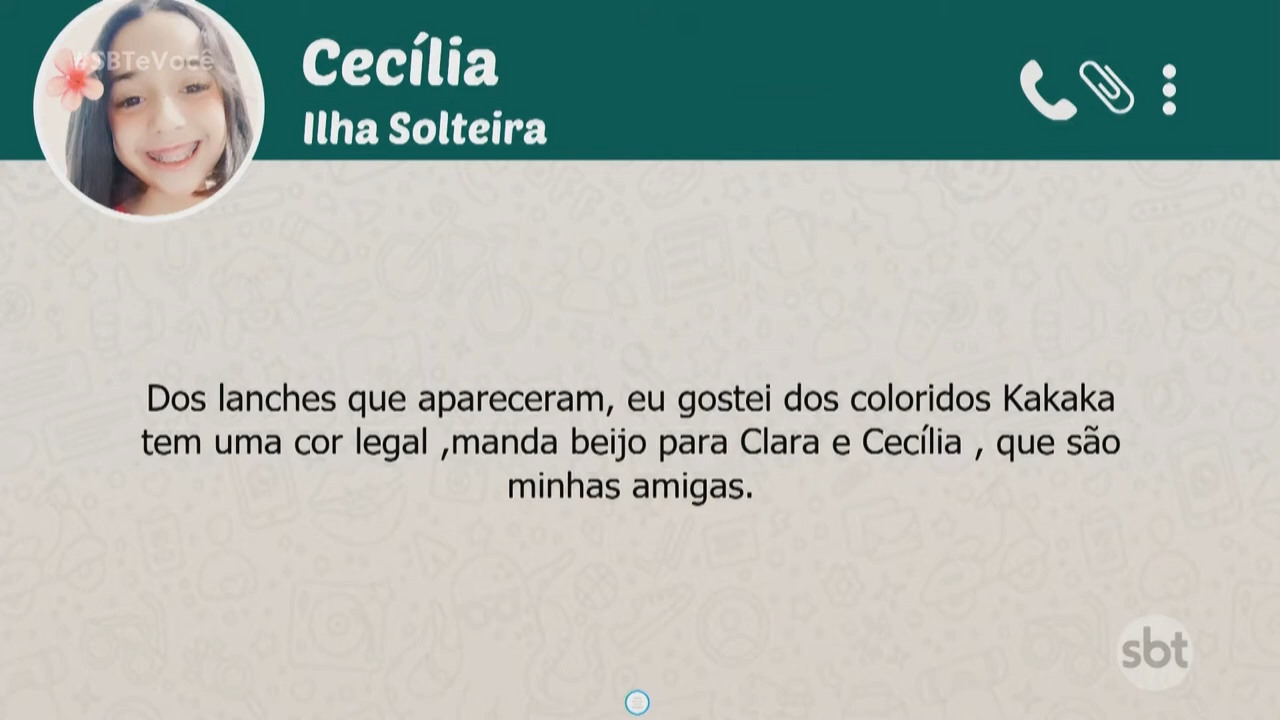 #SBTeVocê
Cecília
Ilha Solteira
Dos lanches que apareceram, eu gostei dos coloridos Kakaka
tem uma cor legal ,manda beijo para Clara e Cecília , que são
minhas amigas.
sbt